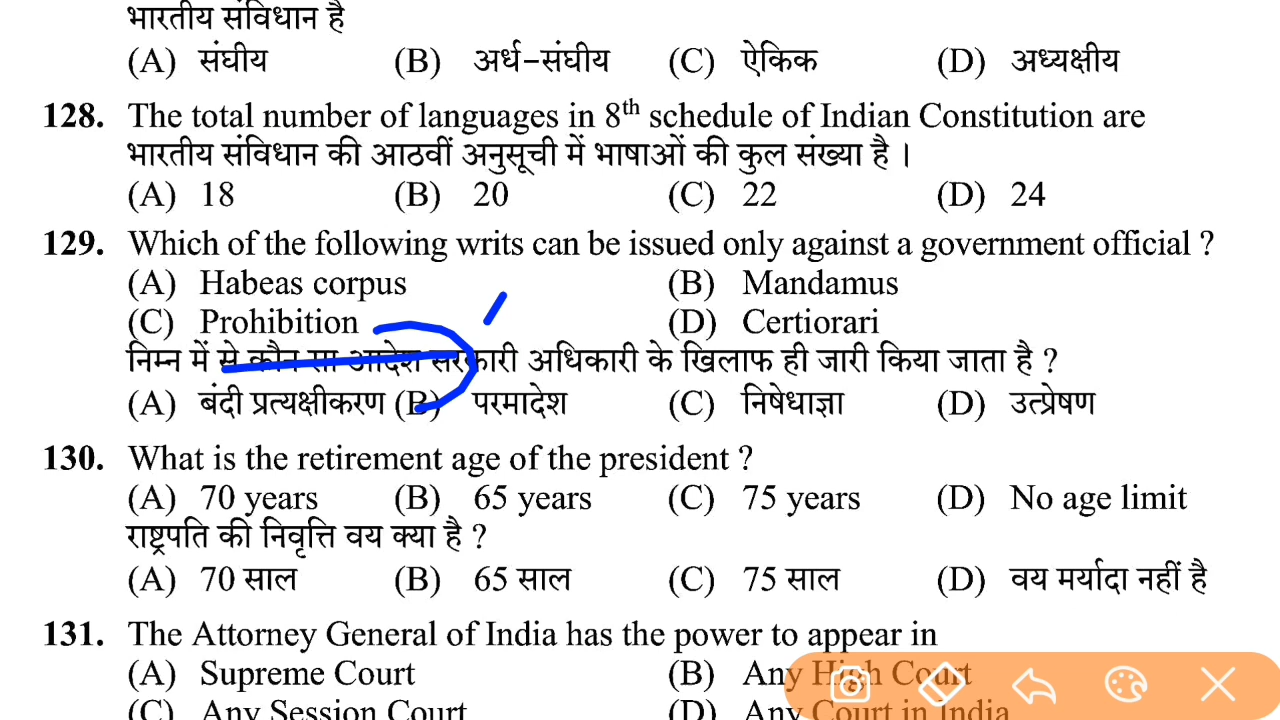 भारतीय संविधान है
(A) संघीय (B) अर्ध-संघीय (C) ऐकिक (D) अध्यक्षीय
128. The total number of languages in 8th schedule of Indian Constitution are
भारतीय संविधान की आठवीं अनुसूची में भाषाओं की कुल संख्या है ।
(A) 18 (B) 20 (C) 22 (D) 24
129. Which of the following writs can be issued only against a government official ?
(A) Habeas corpus (B) Mandamus
(C) Prohibition (D) Certiorari
निम्न में से कौन सा आदेश सरकारी अधिकारी के खिलाफ ही जारी किया जाता है ?
(A) बंदी प्रत्यक्षीकरण (B) परमादेश (C) निषेधाज्ञा (D) उत्प्रेषण
130. What is the retirement age of the president ?
(A) 70 years (B) 65 years (C) 75 years (D) No age limit
राष्ट्रपति की निवृत्ति वय क्या है ?
(A) 70 साल (B) 65 साल (C) 75 साल (D) वय मर्यादा नहीं है
131. The Attorney General of India has the power to appear in
(A) Supreme Court (B) Any High Court
(C) Any Session Court (D) Any Court in India